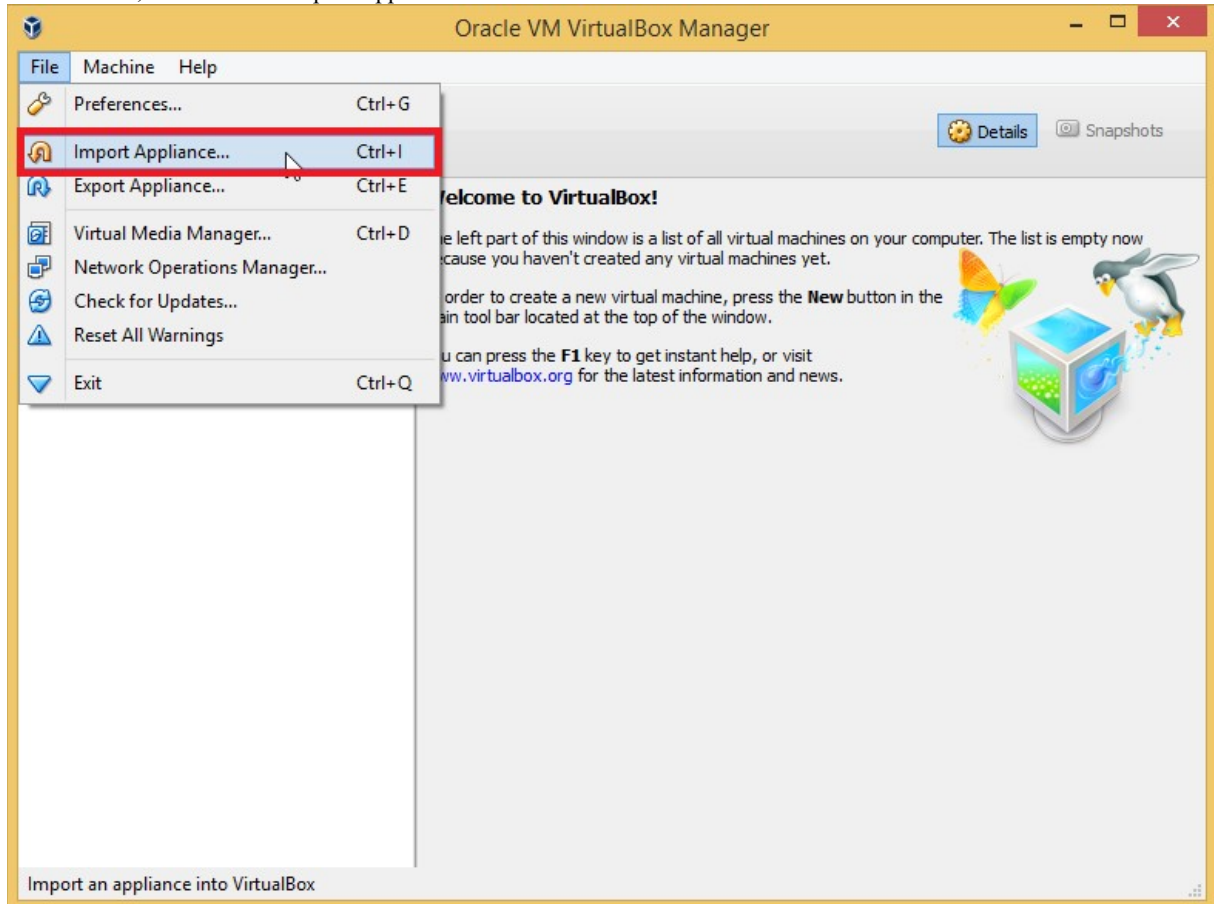 Oracle VM VirtualBox Manager
File Machine Help
Preferences... Ctrl+G
Import Appliance... Ctrl+I
Export Appliance... Ctrl+E
Virtual Media Manager... Ctrl+D
Network Operations Manager...
Check for Updates...
Reset All Warnings
Exit Ctrl+Q
Details Snapshots
elcome to VirtualBox!
e left part of this window is a list of all virtual machines on your computer. The list is empty now
ecause you haven't created any virtual machines yet.
order to create a new virtual machine, press the New button in the
ain tool bar located at the top of the window.
u can press the F1 key to get instant help, or visit
ww.virtualbox.org for the latest information and news.
Import an appliance into VirtualBox